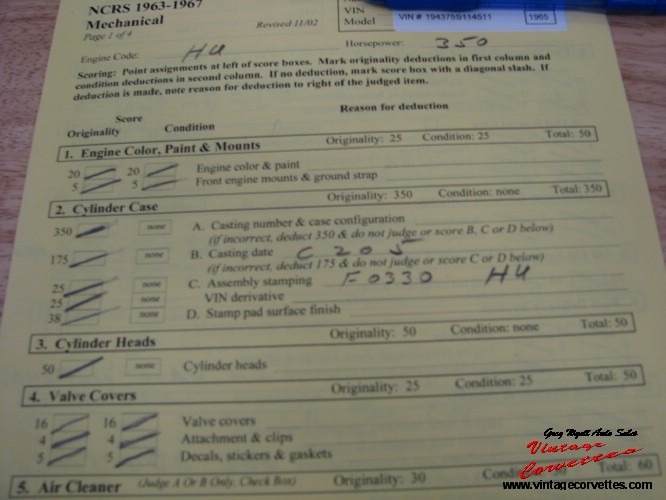 NCRS 1963-1967
Mechanical
Page 1 of 4
Revised 11/02
VIN
Model
VIN # 194375S114511
1965
Engine Code: HU
Horsepower: 350
Scoring: Point assignments at left of score boxes. Mark originality deductions in first column and
condition deductions in second column. If no deduction, mark score box with a diagonal slash. If
deduction is made, note reason for deduction to right of the judged item.
Score
Originality Condition
Reason for deduction
1. Engine Color, Paint & Mounts Originality: 25 Condition: 25 Total: 50
20 20 Engine color & paint
5 5 Front engine mounts & ground strap
2. Cylinder Case Originality: 350 Condition: none Total: 350
350 none A. Casting number & case configuration
(if incorrect, deduct 350 & do not judge or score B, C or D below)
175 none B. Casting date C 20 5
(if incorrect, deduct 175 & do not judge or score C or D below)
25 none C. Assembly stamping F0330 HU
25 none VIN derivative
38 none D. Stamp pad surface finish
3. Cylinder Heads Originality: 50 Condition: none Total: 50
50 none Cylinder heads
4. Valve Covers Originality: 25 Condition: 25 Total: 50
16 16 Valve covers
4 4 Attachment & clips
5 5 Decals, stickers & gaskets
5. Air Cleaner (Judge A Or B Only, Check Box) Originality: 30 Condition: Total: 60
Greg Wyatt Auto Sales
Vintage
Corvettes
www.vintagecorvettes.com